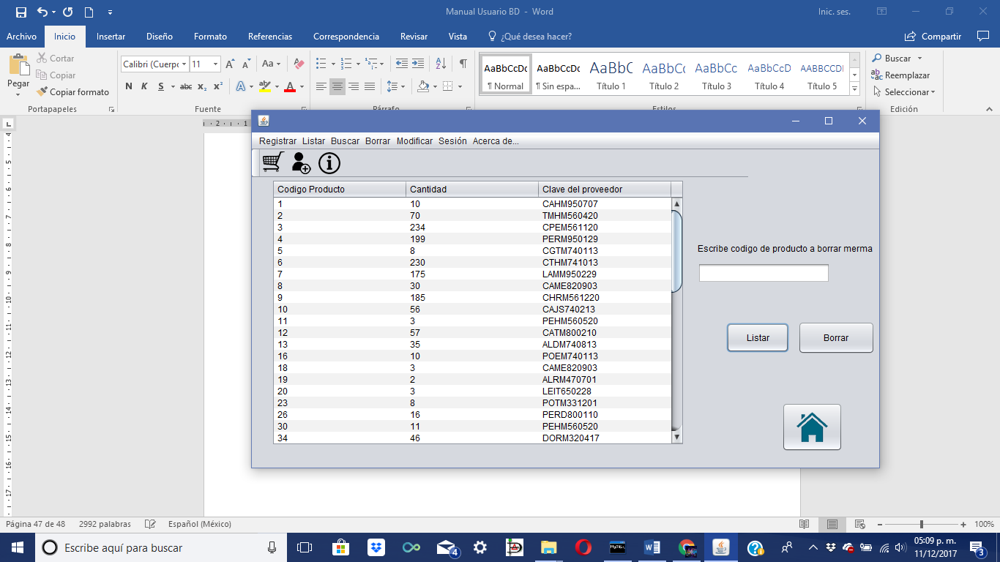 Manual Usuario BD - Word
Inic. ses.
Archivo Inicio Insertar Diseño Formato Referencias Correspondencia Revisar Vista ¿Qué desea hacer? Compartir
Pegar
Cortar
Copiar
Copiar formato
Portapapeles
Calibri (Cuerpo 11
Aa
N K S abc x₂ x²
A A
Fuente
Párrafo
AaBbCcDc AaBbCcDc AaBbC AaBbCcC AaBbCc AaBbCcD AABBCCDI
¶ Normal ¶ Sin espa... Título 1 Título 2 Título 3 Título 4 Título 5
Estilos
Buscar
Reemplazar
Seleccionar
Edición
Registrar Listar Buscar Borrar Modificar Sesión Acerca de...
Codigo Producto Cantidad Clave del proveedor
1 10 CAHM950707
2 70 TMHM560420
3 234 CPEM561120
4 199 PERM950129
5 8 CGTM740113
6 230 CTHM741013
7 175 LAMM950229
8 30 CAME820903
9 185 CHRM561220
10 56 CAJS740213
11 3 PEHM560520
12 57 CATM800210
13 35 ALDM740813
16 10 POEM740113
18 3 CAME820903
19 2 ALRM470701
20 3 LEIT650228
23 8 POTM331201
26 16 PERD800110
30 11 PEHM560520
34 46 DORM320417
Escribe codigo de producto a borrar merma
Listar Borrar
Página 47 de 48 2992 palabras Español (México) 100%
Escribe aquí para buscar
4
MySQL
05:09 p. m.
11/12/2017
3